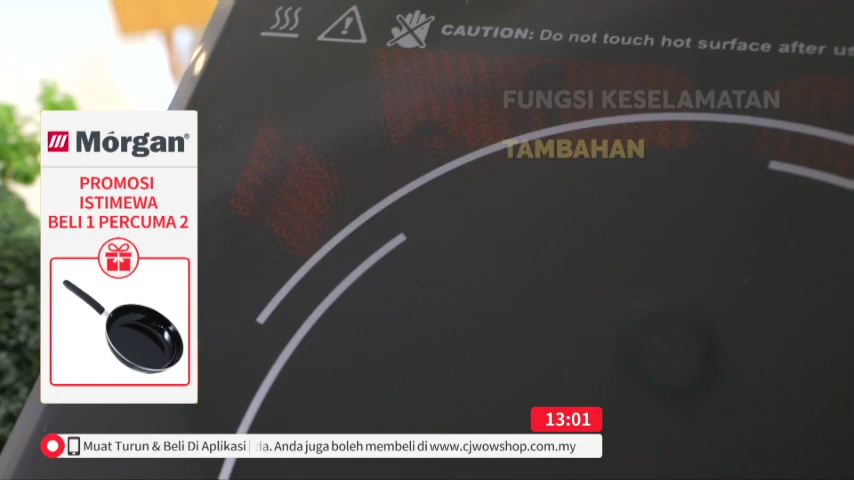 CAUTION: Do not touch hot surface after us
FUNGSI KESELAMATAN
TAMBAHAN
Mórgan®
PROMOSI
ISTIMEWA
BELI 1 PERCUMA 2
13:01
Muat Turun & Beli Di Aplikasi da. Anda juga boleh membeli di www.cjwowshop.com.my